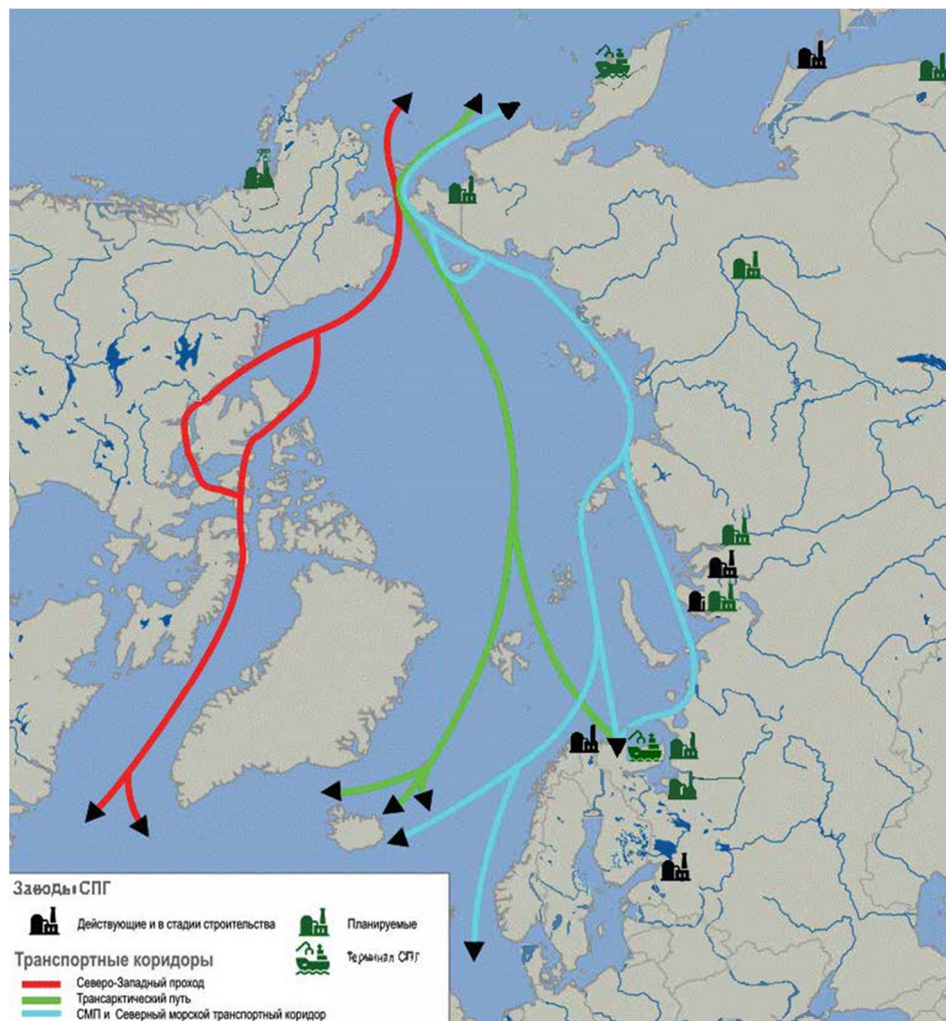 Заводы СПГ
Действующие и в стадии строительства
Планируемые
Терминал СПГ
Транспортные коридоры
Северо-Западный проход
Трансарктический путь
СМП и Северный морской транспортный коридор